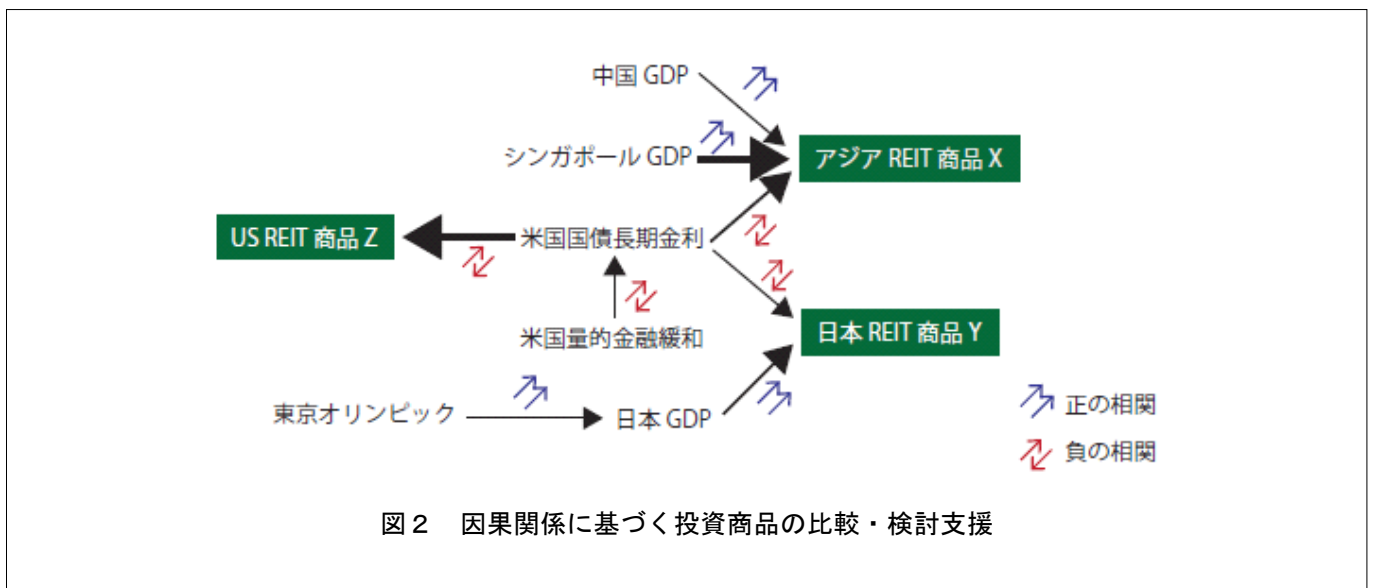 中国 GDP
シンガポール GDP
アジア REIT 商品 X
US REIT 商品 Z
米国国債長期金利
米国量的金融緩和
日本 REIT 商品 Y
東京オリンピック
日本 GDP
正の相関
負の相関
図2 因果関係に基づく投資商品の比較・検討支援